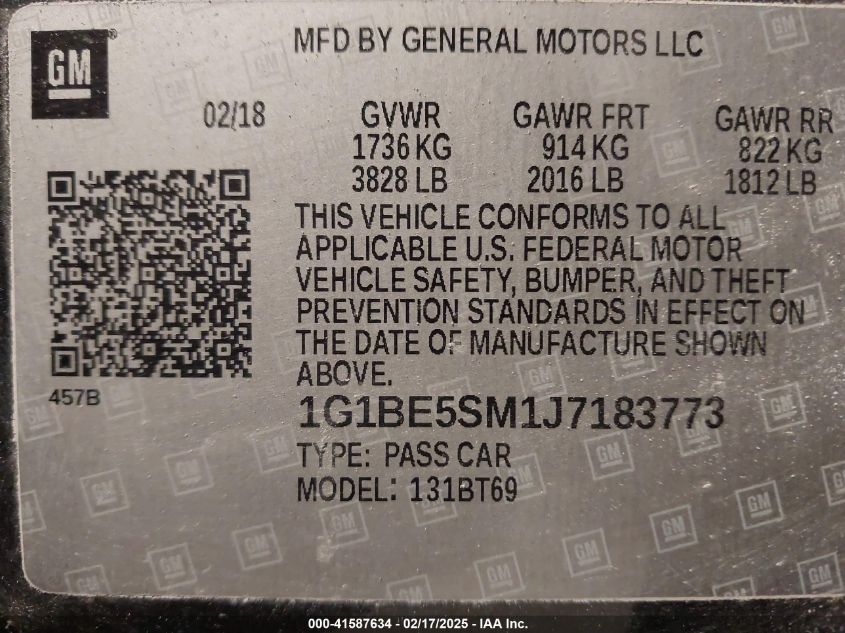 GM
MFD BY GENERAL MOTORS LLC
02/18 GVWR GAWR FRT GAWR RR
1736 KG 914 KG 822 KG
3828 LB 2016 LB 1812 LB
THIS VEHICLE CONFORMS TO ALL
APPLICABLE U.S. FEDERAL MOTOR
VEHICLE SAFETY, BUMPER, AND THEFT
PREVENTION STANDARDS IN EFFECT ON
THE DATE OF MANUFACTURE SHOWN
ABOVE.
457B
1G1BE5SM1J7183773
TYPE: PASS CAR
MODEL: 131BT69
000-41587634 - 02/17/2025 - IAA Inc.